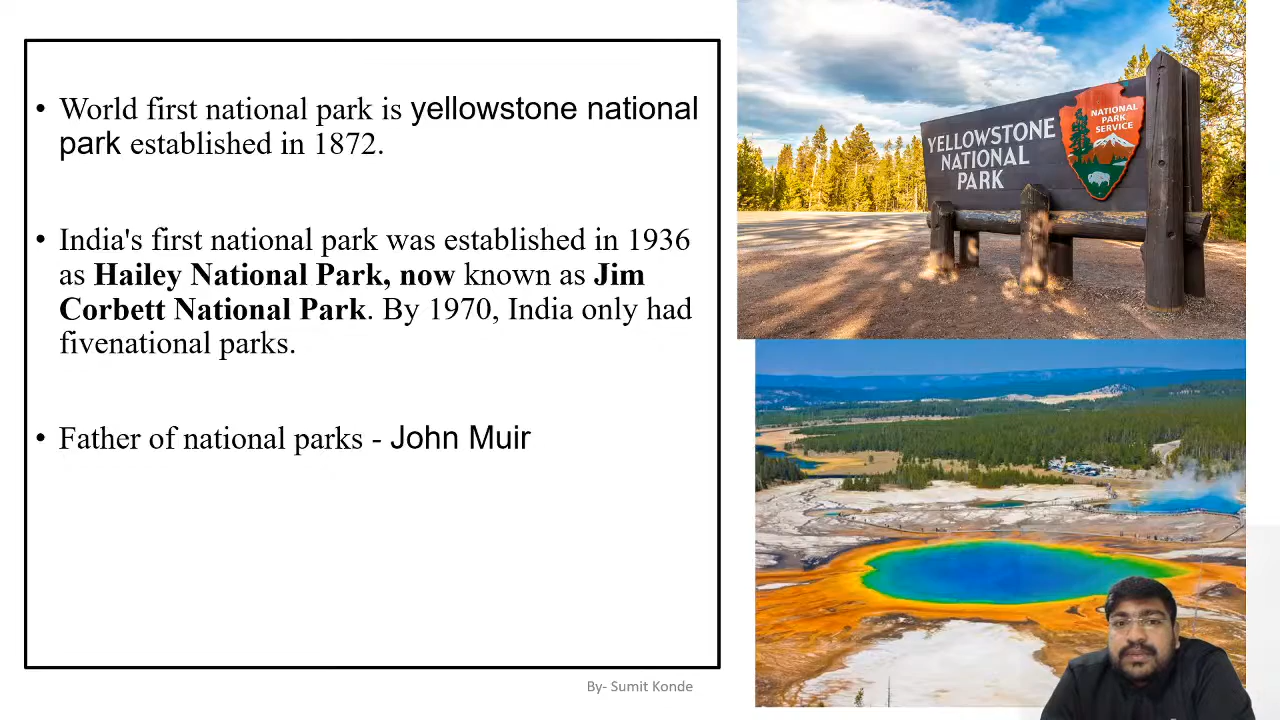 • World first national park is yellowstone national
park established in 1872.
• India's first national park was established in 1936
as Hailey National Park, now known as Jim
Corbett National Park. By 1970, India only had
fivenational parks.
• Father of national parks - John Muir
By- Sumit Konde
YELLOWSTONE
NATIONAL
PARK
NATIONAL
PARK
SERVICE